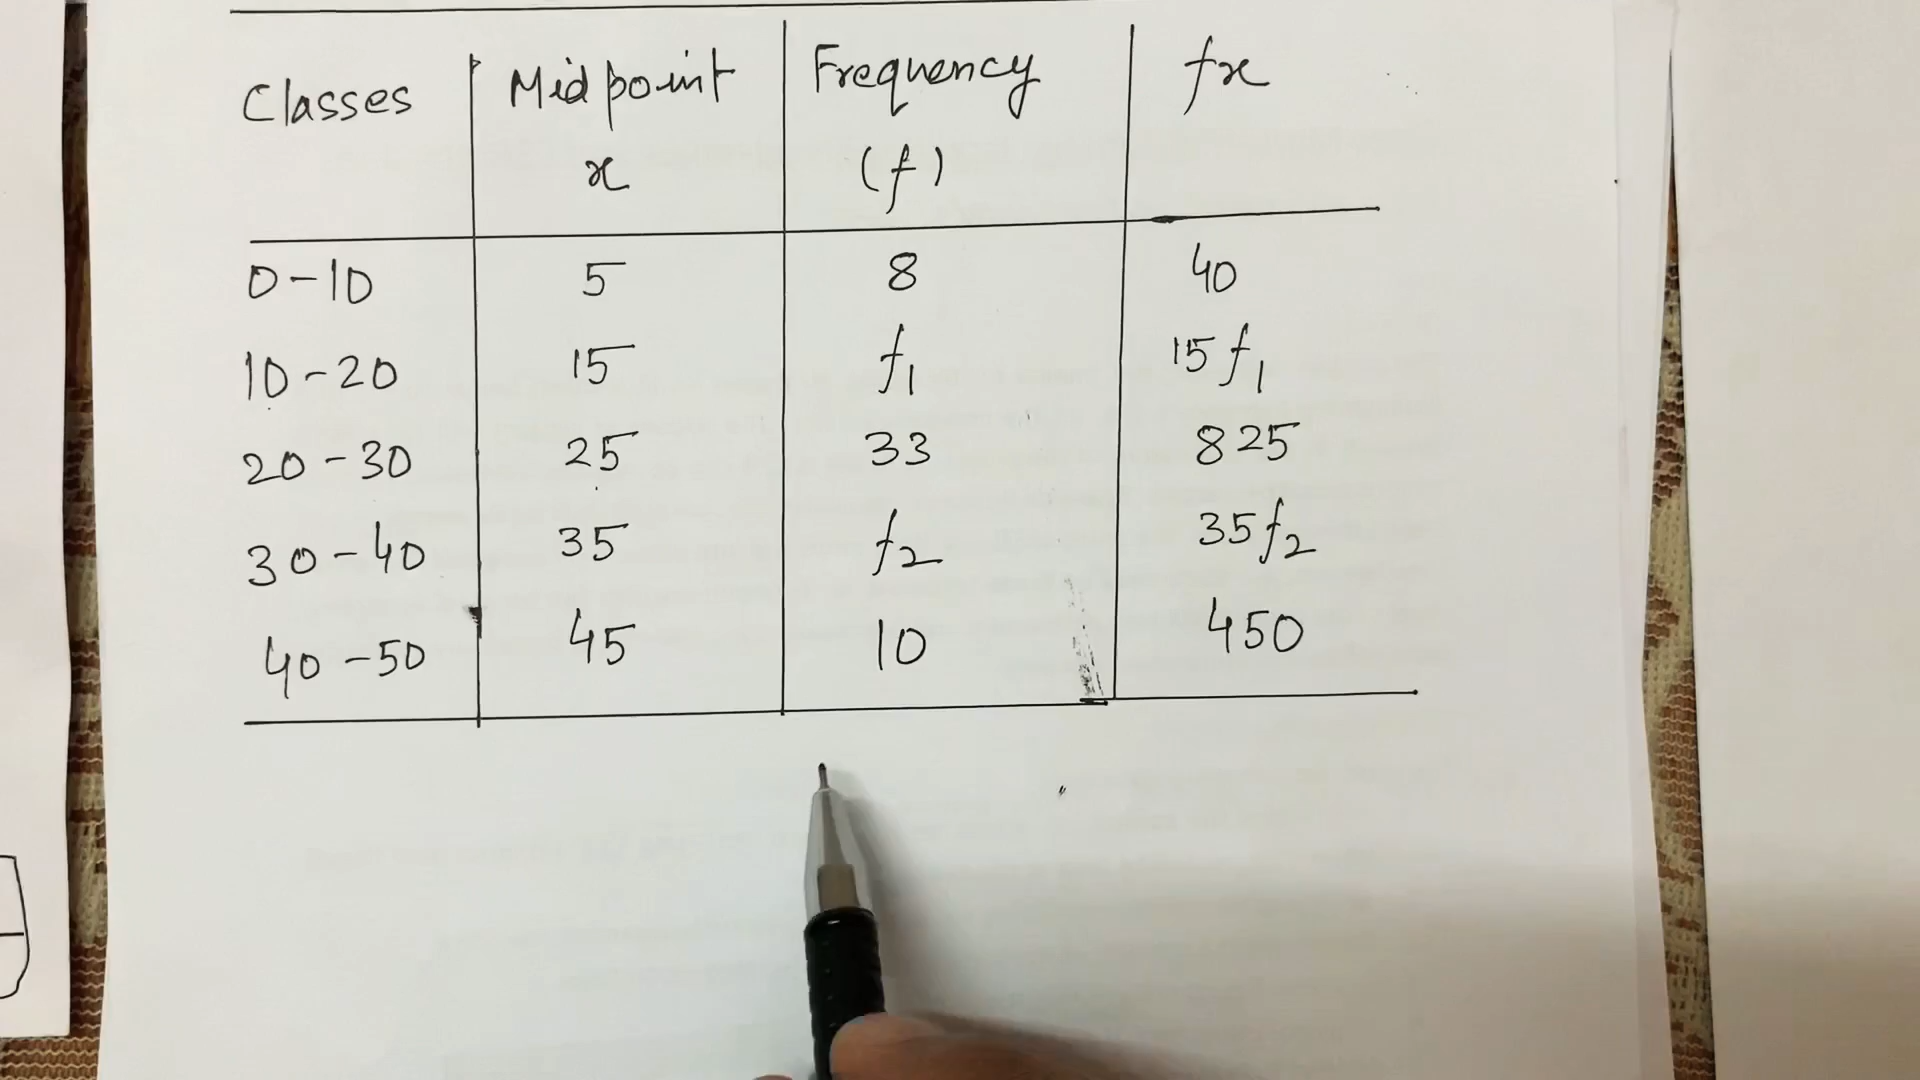 Classes Midpoint Frequency fx
x (f)
0-10 5 8 40
10-20 15 f1 15f1
20-30 25 33 825
30-40 35 f2 35f2
40-50 45 10 450